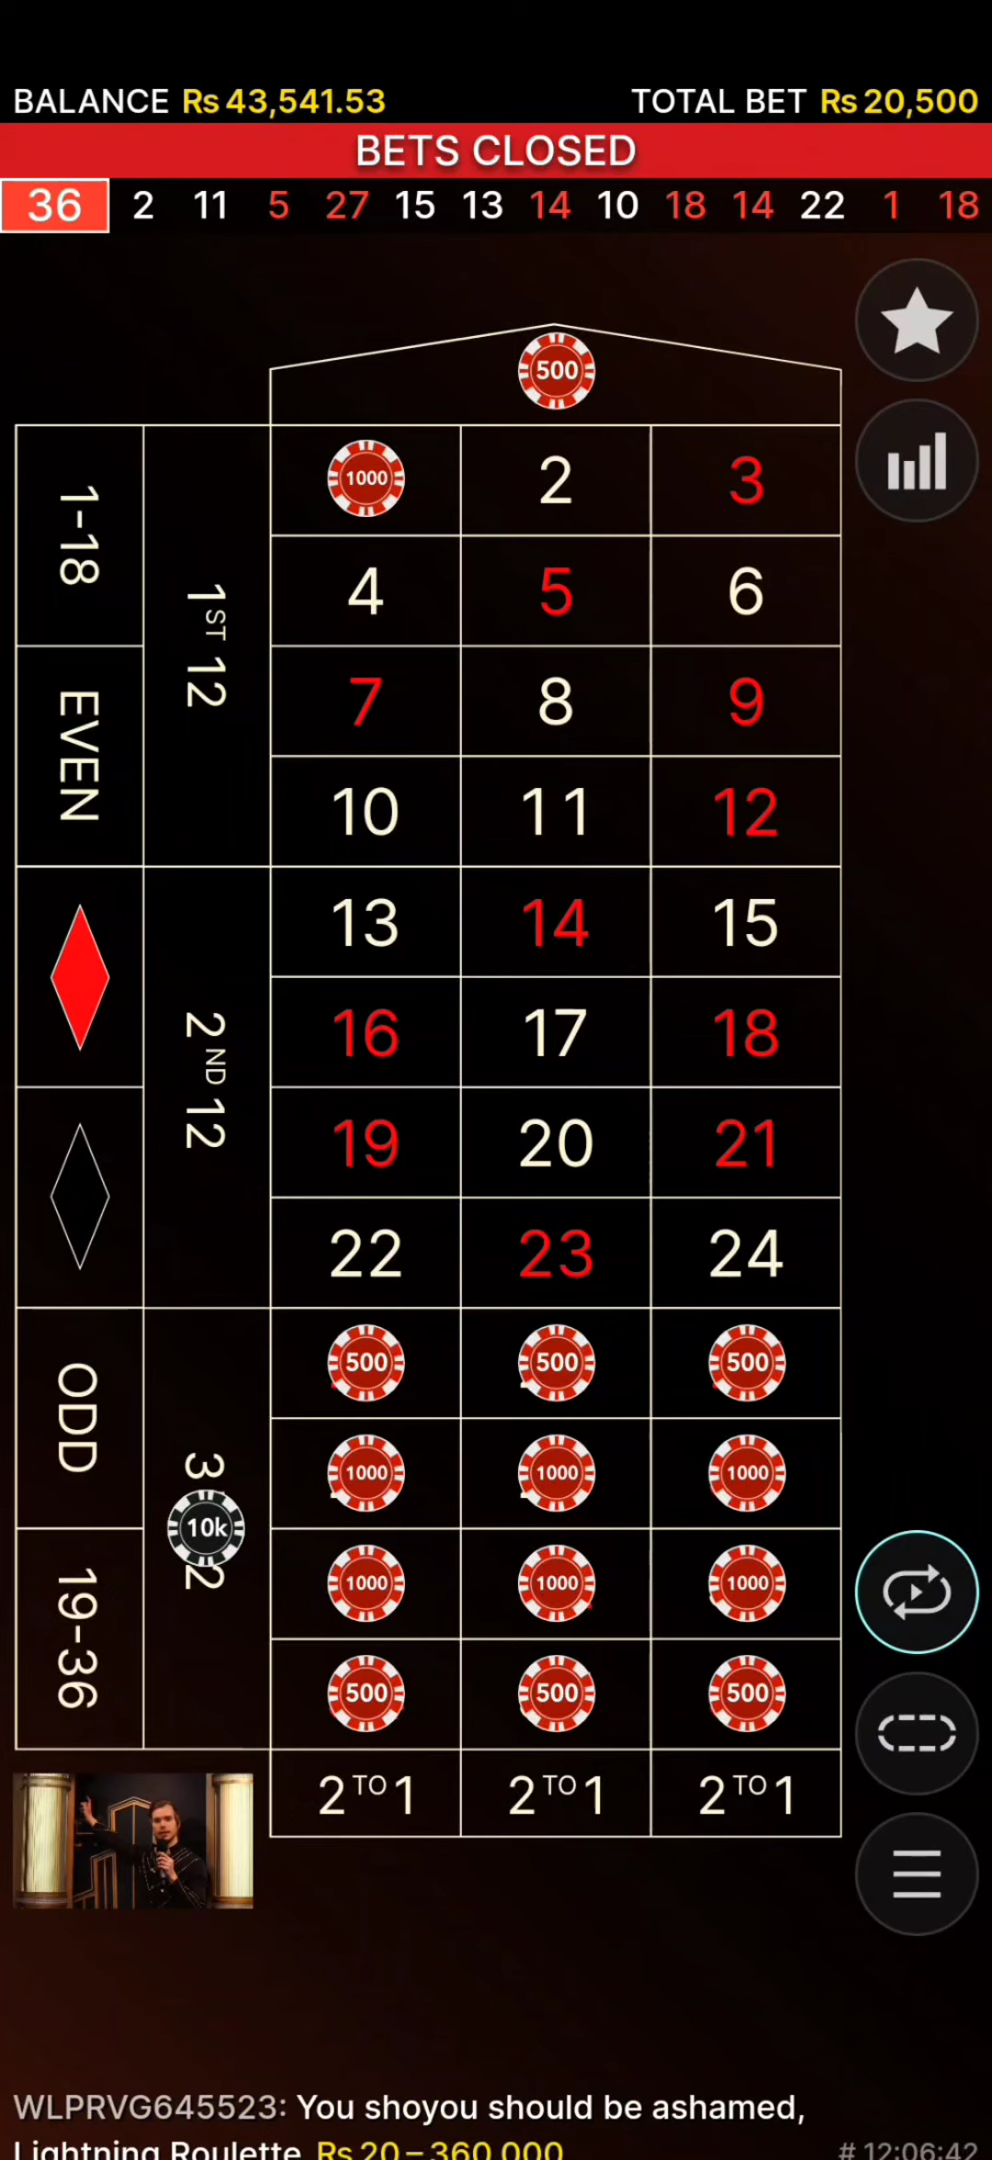 BALANCE Rs 43,541.53 TOTAL BET Rs 20,500
BETS CLOSED
36 2 11 5 27 15 13 14 10 18 14 22 1 18
500
1-18
EVEN
ODD
19-36
1ST 12
2ND 12
3
10k
2
1000 2 3
4 5 6
7 8 9
10 11 12
13 14 15
16 17 18
19 20 21
22 23 24
500 500 500
1000 1000 1000
1000 1000 1000
500 500 500
2 TO 1 2 TO 1 2 TO 1
WLPRVG645523: You shoyou should be ashamed,
Lightning Roulette Rs 20 – 360,000 # 12:06:42